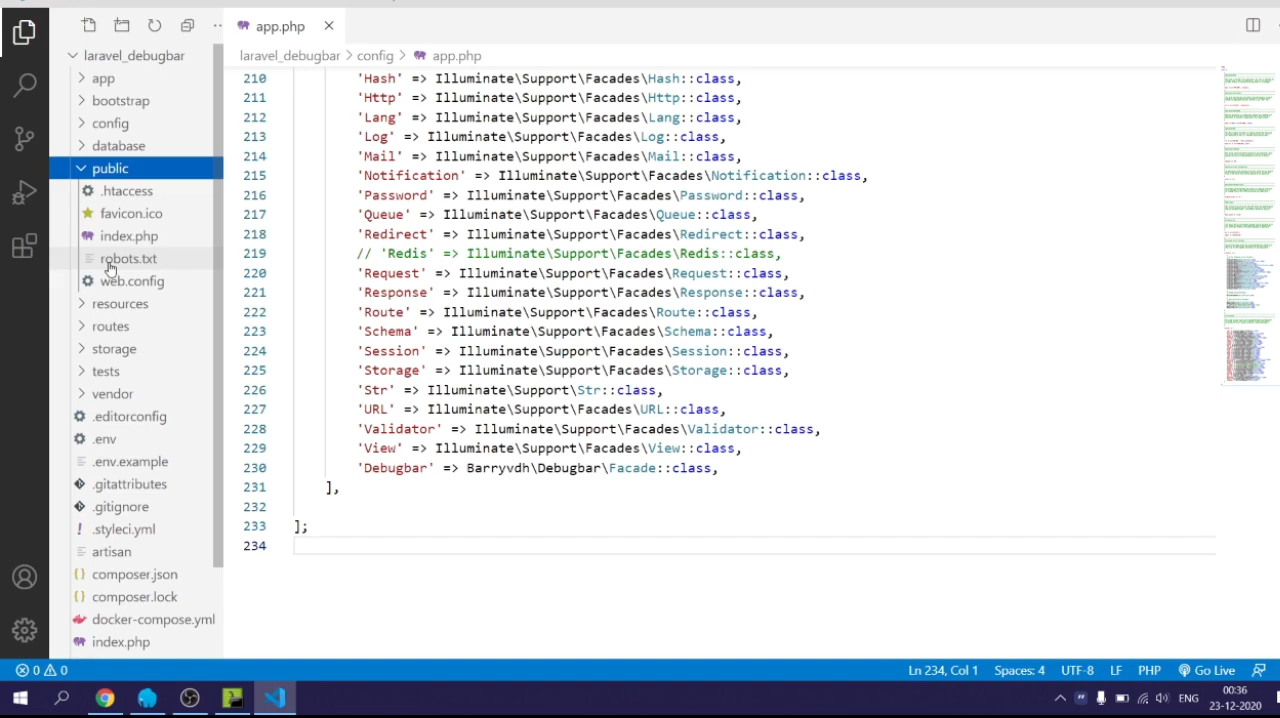 app.php
laravel_debugbar
app
bootstrap
config
database
public
.htaccess
favicon.ico
index.php
robots.txt
web.config
resources
routes
storage
tests
vendor
.editorconfig
.env
.env.example
.gitattributes
.gitignore
.styleci.yml
artisan
composer.json
composer.lock
docker-compose.yml
index.php
laravel_debugbar > config > app.php
210 'Hash' => Illuminate\Support\Facades\Hash::class,
211 'Http' => Illuminate\Support\Facades\Http::class,
212 'Lang' => Illuminate\Support\Facades\Lang::class,
213 'Log' => Illuminate\Support\Facades\Log::class,
214 'Mail' => Illuminate\Support\Facades\Mail::class,
215 'Notification' => Illuminate\Support\Facades\Notification::class,
216 'Password' => Illuminate\Support\Facades\Password::class,
217 'Queue' => Illuminate\Support\Facades\Queue::class,
218 'Redirect' => Illuminate\Support\Facades\Redirect::class,
219 'Redis' => Illuminate\Support\Facades\Redis::class,
220 'Request' => Illuminate\Support\Facades\Request::class,
221 'Response' => Illuminate\Support\Facades\Response::class,
222 'Route' => Illuminate\Support\Facades\Route::class,
223 'Schema' => Illuminate\Support\Facades\Schema::class,
224 'Session' => Illuminate\Support\Facades\Session::class,
225 'Storage' => Illuminate\Support\Facades\Storage::class,
226 'Str' => Illuminate\Support\Str::class,
227 'URL' => Illuminate\Support\Facades\URL::class,
228 'Validator' => Illuminate\Support\Facades\Validator::class,
229 'View' => Illuminate\Support\Facades\View::class,
230 'Debugbar' => Barryvdh\Debugbar\Facade::class,
231 ],
232
233 ];
234
0 0 Ln 234, Col 1 Spaces: 4 UTF-8 LF PHP Go Live
ENG 00:36
23-12-2020